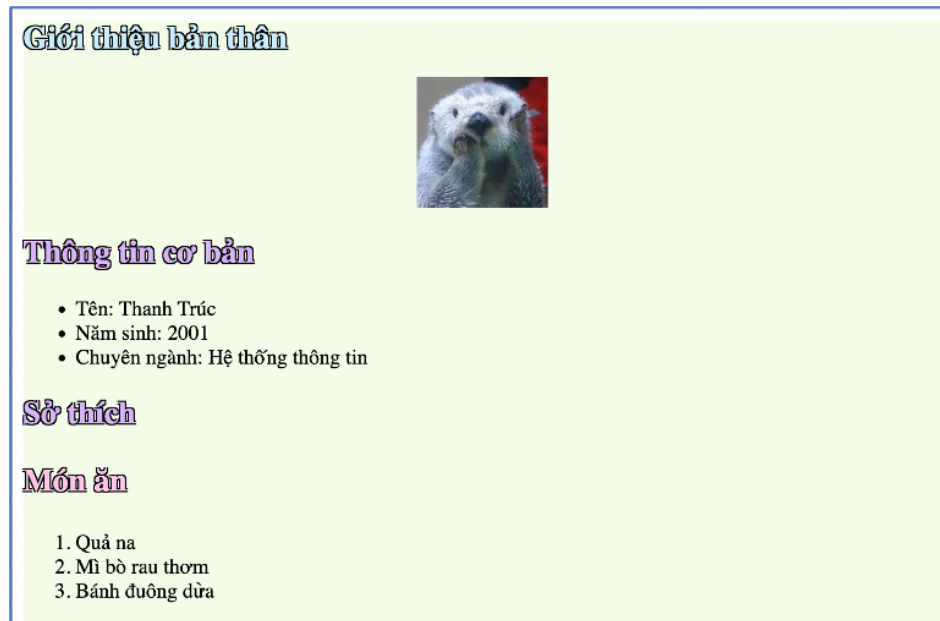 Giới thiệu bản thân
Thông tin cơ bản
• Tên: Thanh Trúc
• Năm sinh: 2001
• Chuyên ngành: Hệ thống thông tin
Sở thích
Món ăn
1. Quả na
2. Mì bò rau thơm
3. Bánh đuông dừa